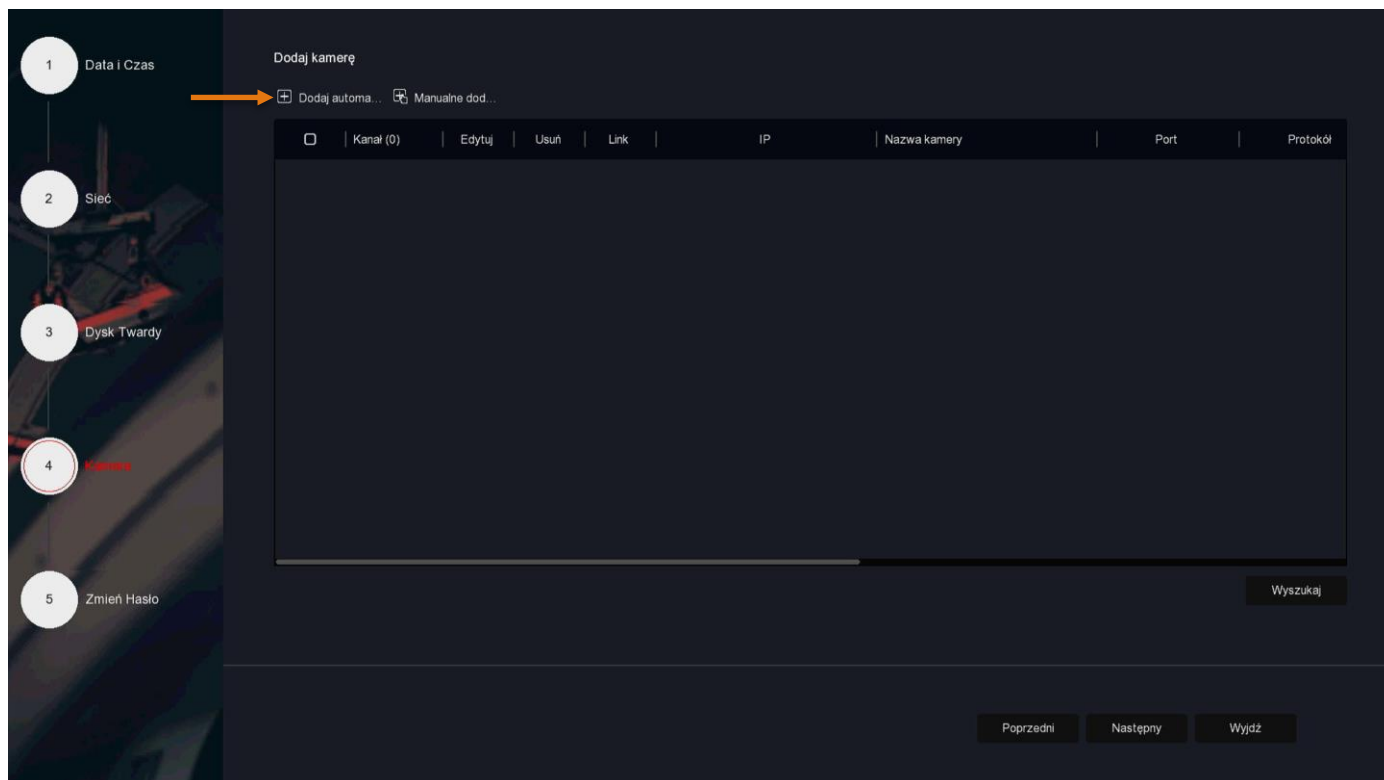 1 Data i Czas
2 Sieć
3 Dysk Twardy
4 Kamera
5 Zmień Hasło
Dodaj kamerę
Dodaj automa... Manualne dod...
Kanał (0) Edytuj Usuń Link IP Nazwa kamery Port Protokół
Wyszukaj
Poprzedni Następny Wyjdź